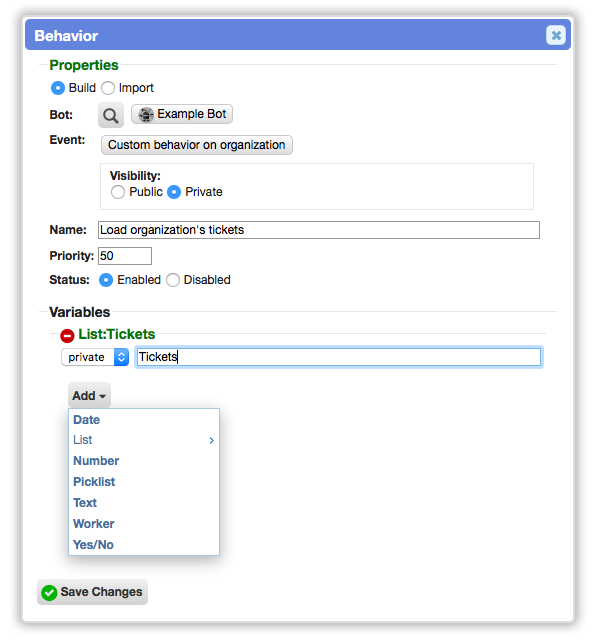 Behavior
Properties
Build Import
Bot: Example Bot
Event: Custom behavior on organization
Visibility:
Public Private
Name: Load organization's tickets
Priority: 50
Status: Enabled Disabled
Variables
List:Tickets
private Tickets
Add
Date
List
Number
Picklist
Text
Worker
Yes/No
Save Changes